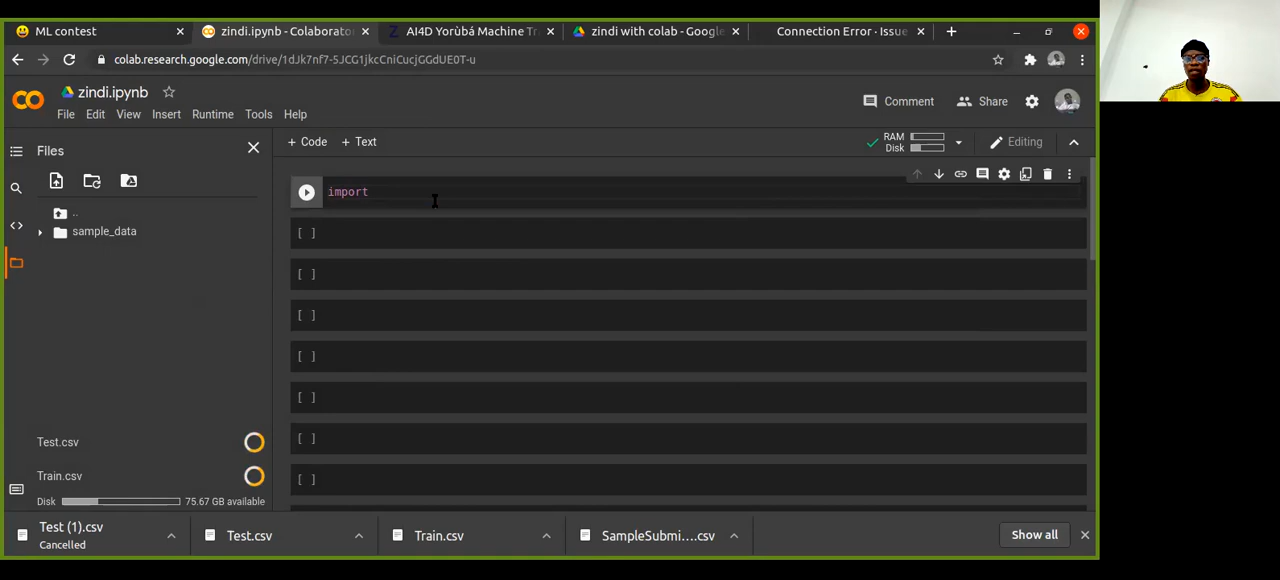 ML contest
zindi.ipynb - Colaborato
AI4D Yorùbá Machine Tr
zindi with colab - Google
Connection Error · Issue
colab.research.google.com/drive/1dJk7nf7-5JCG1jkcCniCucjGGdUE0T-u
zindi.ipynb
File Edit View Insert Runtime Tools Help
Comment
Share
Files
+ Code + Text
RAM
Disk
Editing
import
..
sample_data
[ ]
[ ]
[ ]
[ ]
[ ]
[ ]
[ ]
Test.csv
Train.csv
Disk 75.67 GB available
Test (1).csv
Cancelled
Test.csv
Train.csv
SampleSubmi....csv
Show all